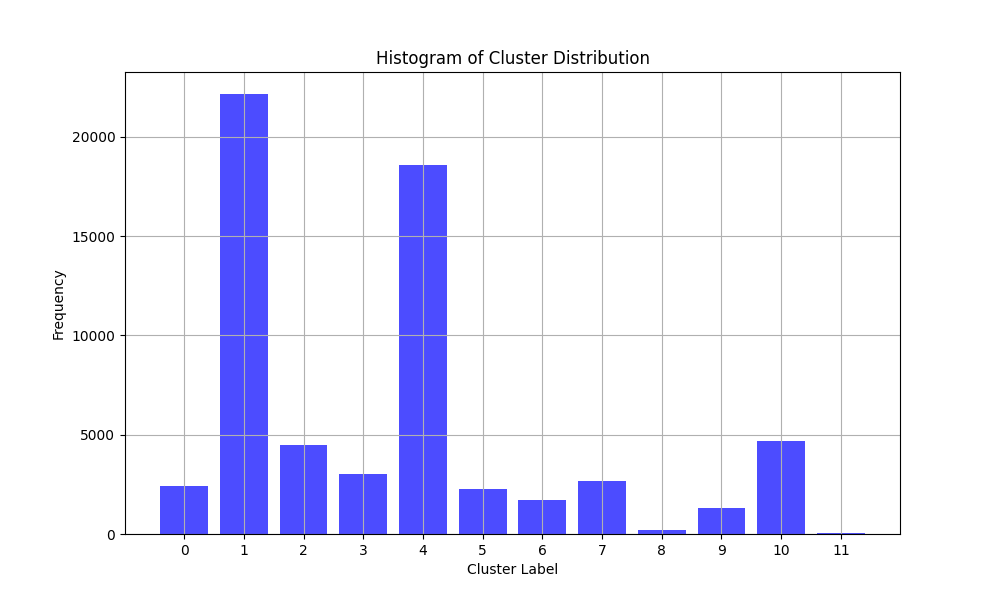 Histogram of Cluster Distribution
Frequency
20000
15000
10000
5000
0
0 1 2 3 4 5 6 7 8 9 10 11
Cluster Label